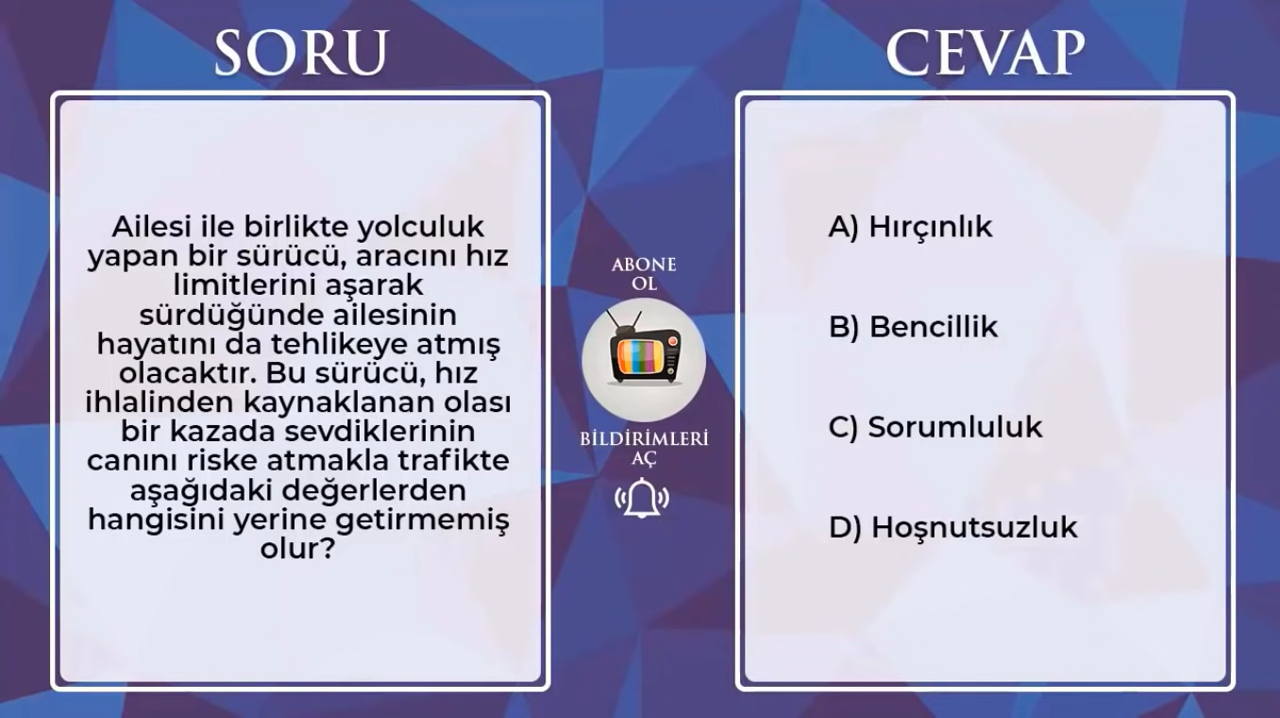 SORU
Ailesi ile birlikte yolculuk
yapan bir sürücü, aracını hız
limitlerini aşarak
sürdüğünde ailesinin
hayatını da tehlikeye atmış
olacaktır. Bu sürücü, hız
ihlalinden kaynaklanan olası
bir kazada sevdiklerinin
canını riske atmakla trafikte
aşağıdaki değerlerden
hangisini yerine getirmemiş
olur?
ABONE
OL
BİLDİRİMLERİ
AÇ
CEVAP
A) Hırçınlık
B) Bencillik
C) Sorumluluk
D) Hoşnutsuzluk